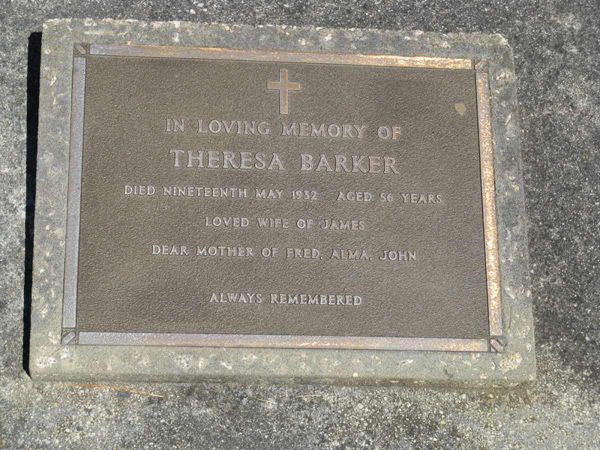 IN LOVING MEMORY OF
THERESA BARKER
DIED NINETEENTH MAY 1932 AGED 56 YEARS
LOVED WIFE OF JAMES
DEAR MOTHER OF FRED, ALMA, JOHN
ALWAYS REMEMBERED